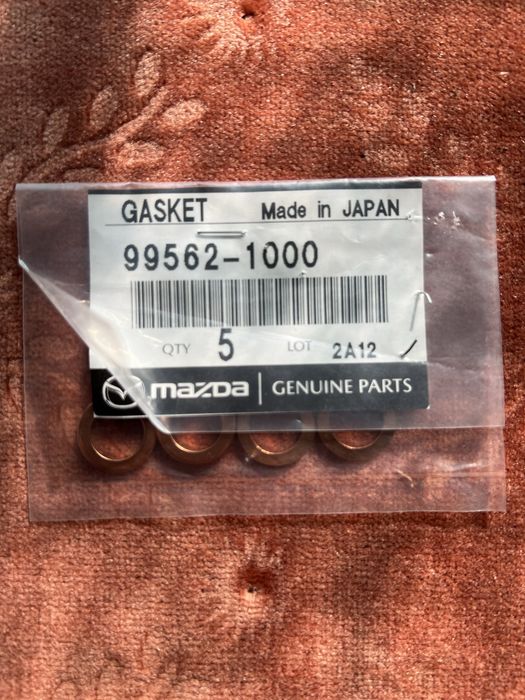 GASKET Made in JAPAN
99562-1000
QTY 5 LOT 2A12
mazda GENUINE PARTS